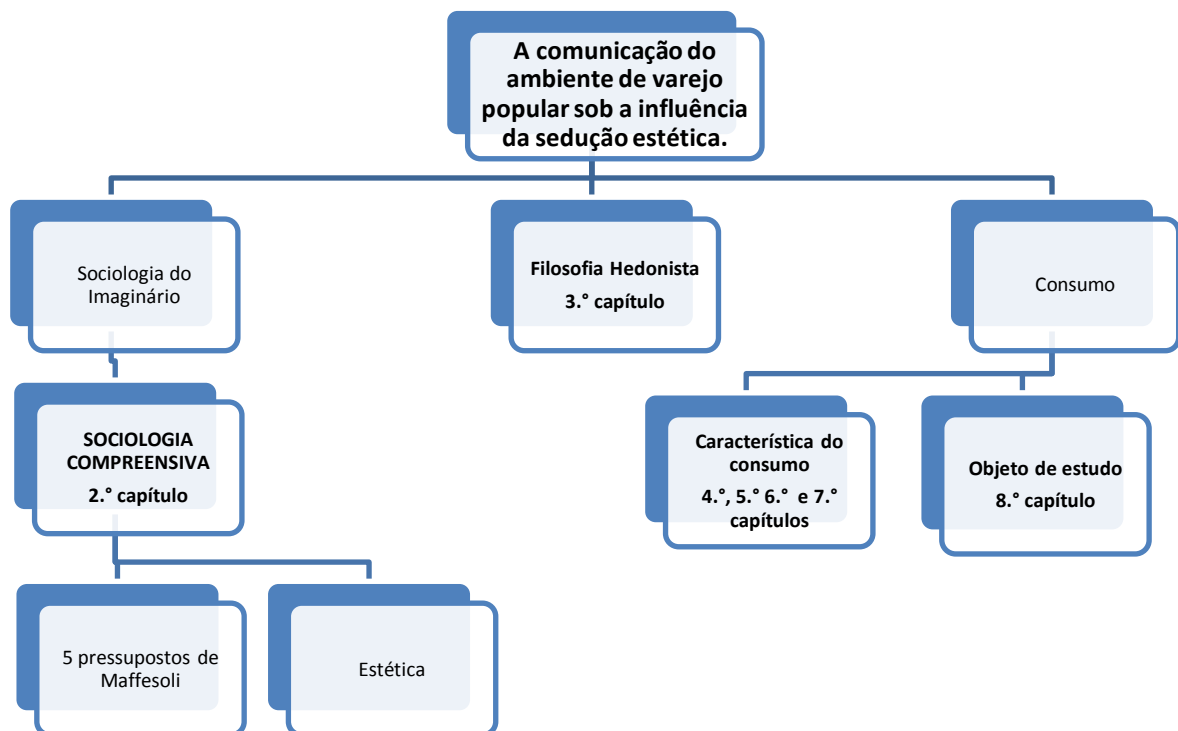 A comunicação do
ambiente de varejo
popular sob a influência
da sedução estética.
Sociologia do
Imaginário
Filosofia Hedonista
3.° capítulo
Consumo
SOCIOLOGIA
COMPREENSIVA
2.° capítulo
Característica do
consumo
4.°, 5.° 6.° e 7.°
capítulos
Objeto de estudo
8.° capítulo
5 pressupostos de
Maffesoli
Estética